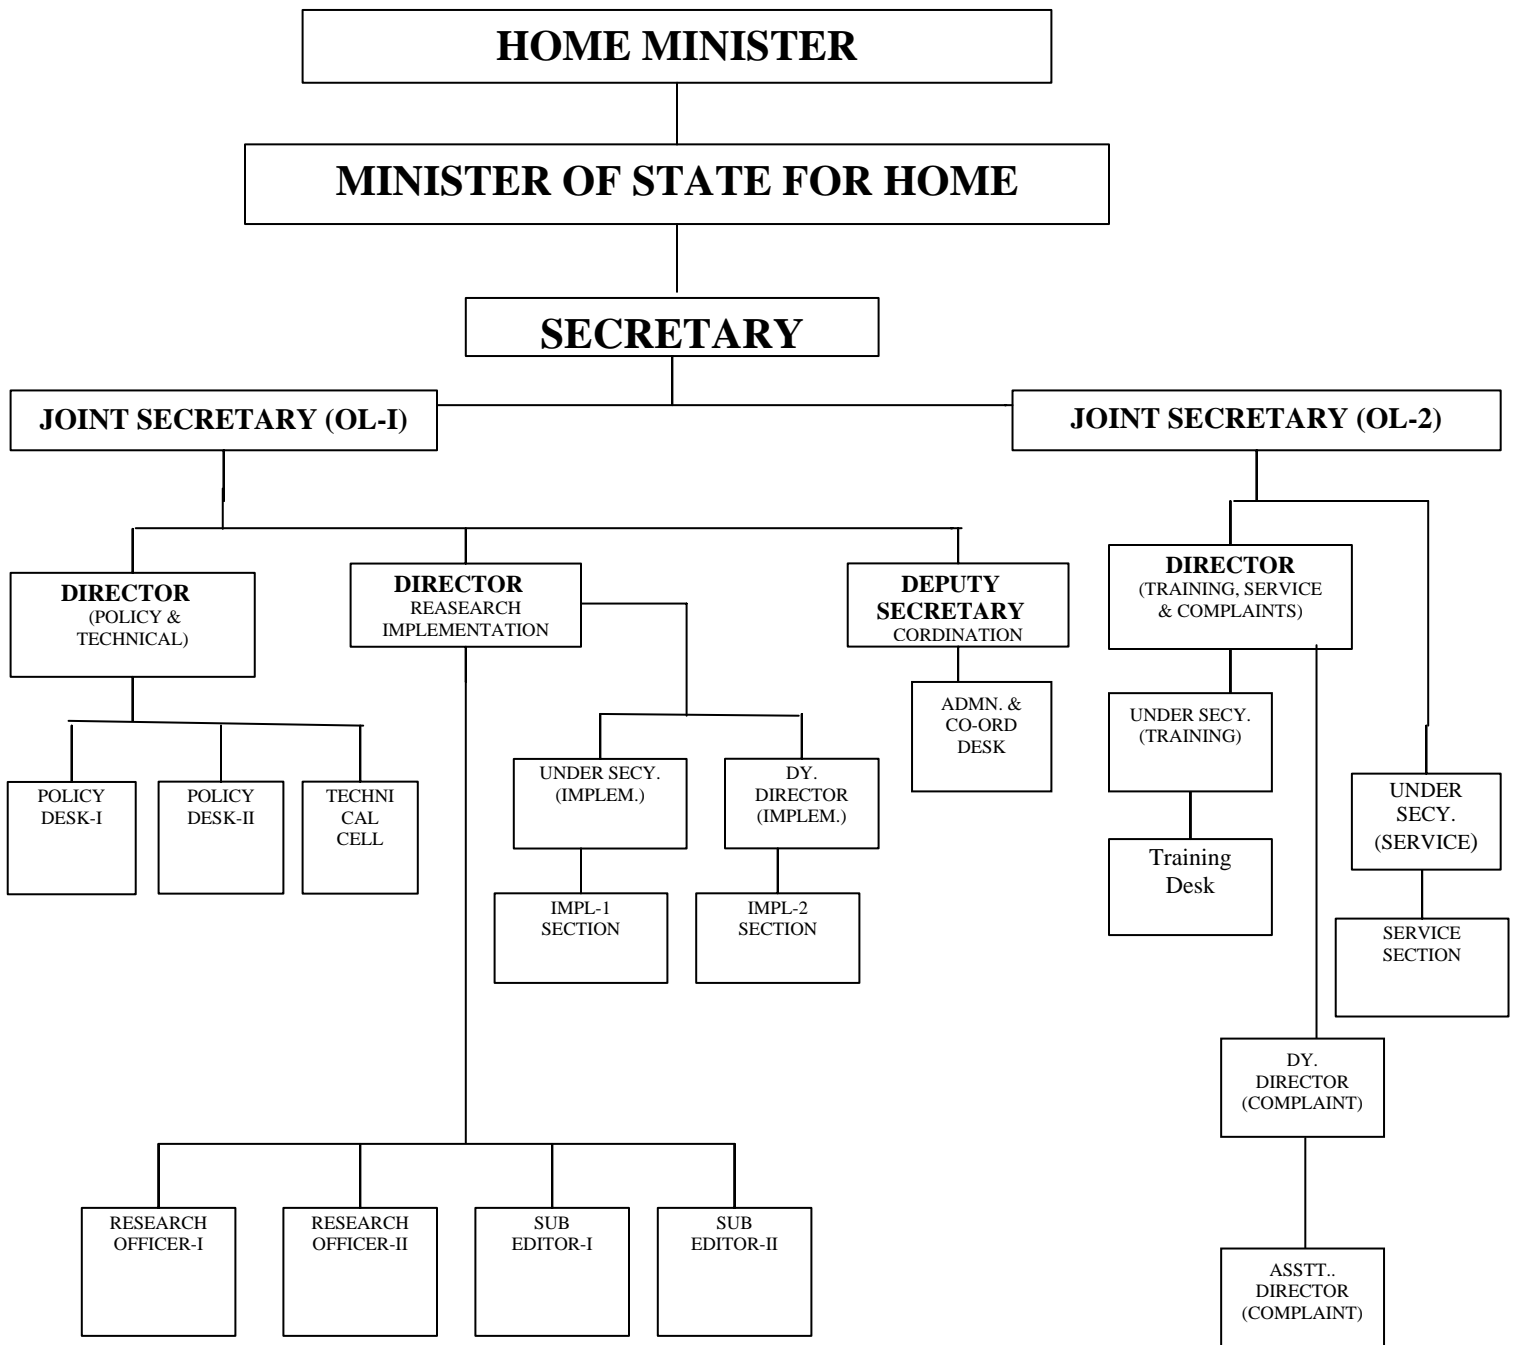 HOME MINISTER
MINISTER OF STATE FOR HOME
SECRETARY
JOINT SECRETARY (OL-I)
JOINT SECRETARY (OL-2)
DIRECTOR
(POLICY &
TECHNICAL)
DIRECTOR
REASEARCH
IMPLEMENTATION
DEPUTY
SECRETARY
CORDINATION
DIRECTOR
(TRAINING, SERVICE
& COMPLAINTS)
POLICY
DESK-I
POLICY
DESK-II
TECHNI
CAL
CELL
UNDER SECY.
(IMPLEM.)
DY.
DIRECTOR
(IMPLEM.)
ADMN. &
CO-ORD
DESK
UNDER SECY.
(TRAINING)
UNDER
SECY.
(SERVICE)
IMPL-1
SECTION
IMPL-2
SECTION
Training
Desk
SERVICE
SECTION
DY.
DIRECTOR
(COMPLAINT)
RESEARCH
OFFICER-I
RESEARCH
OFFICER-II
SUB
EDITOR-I
SUB
EDITOR-II
ASSTT..
DIRECTOR
(COMPLAINT)